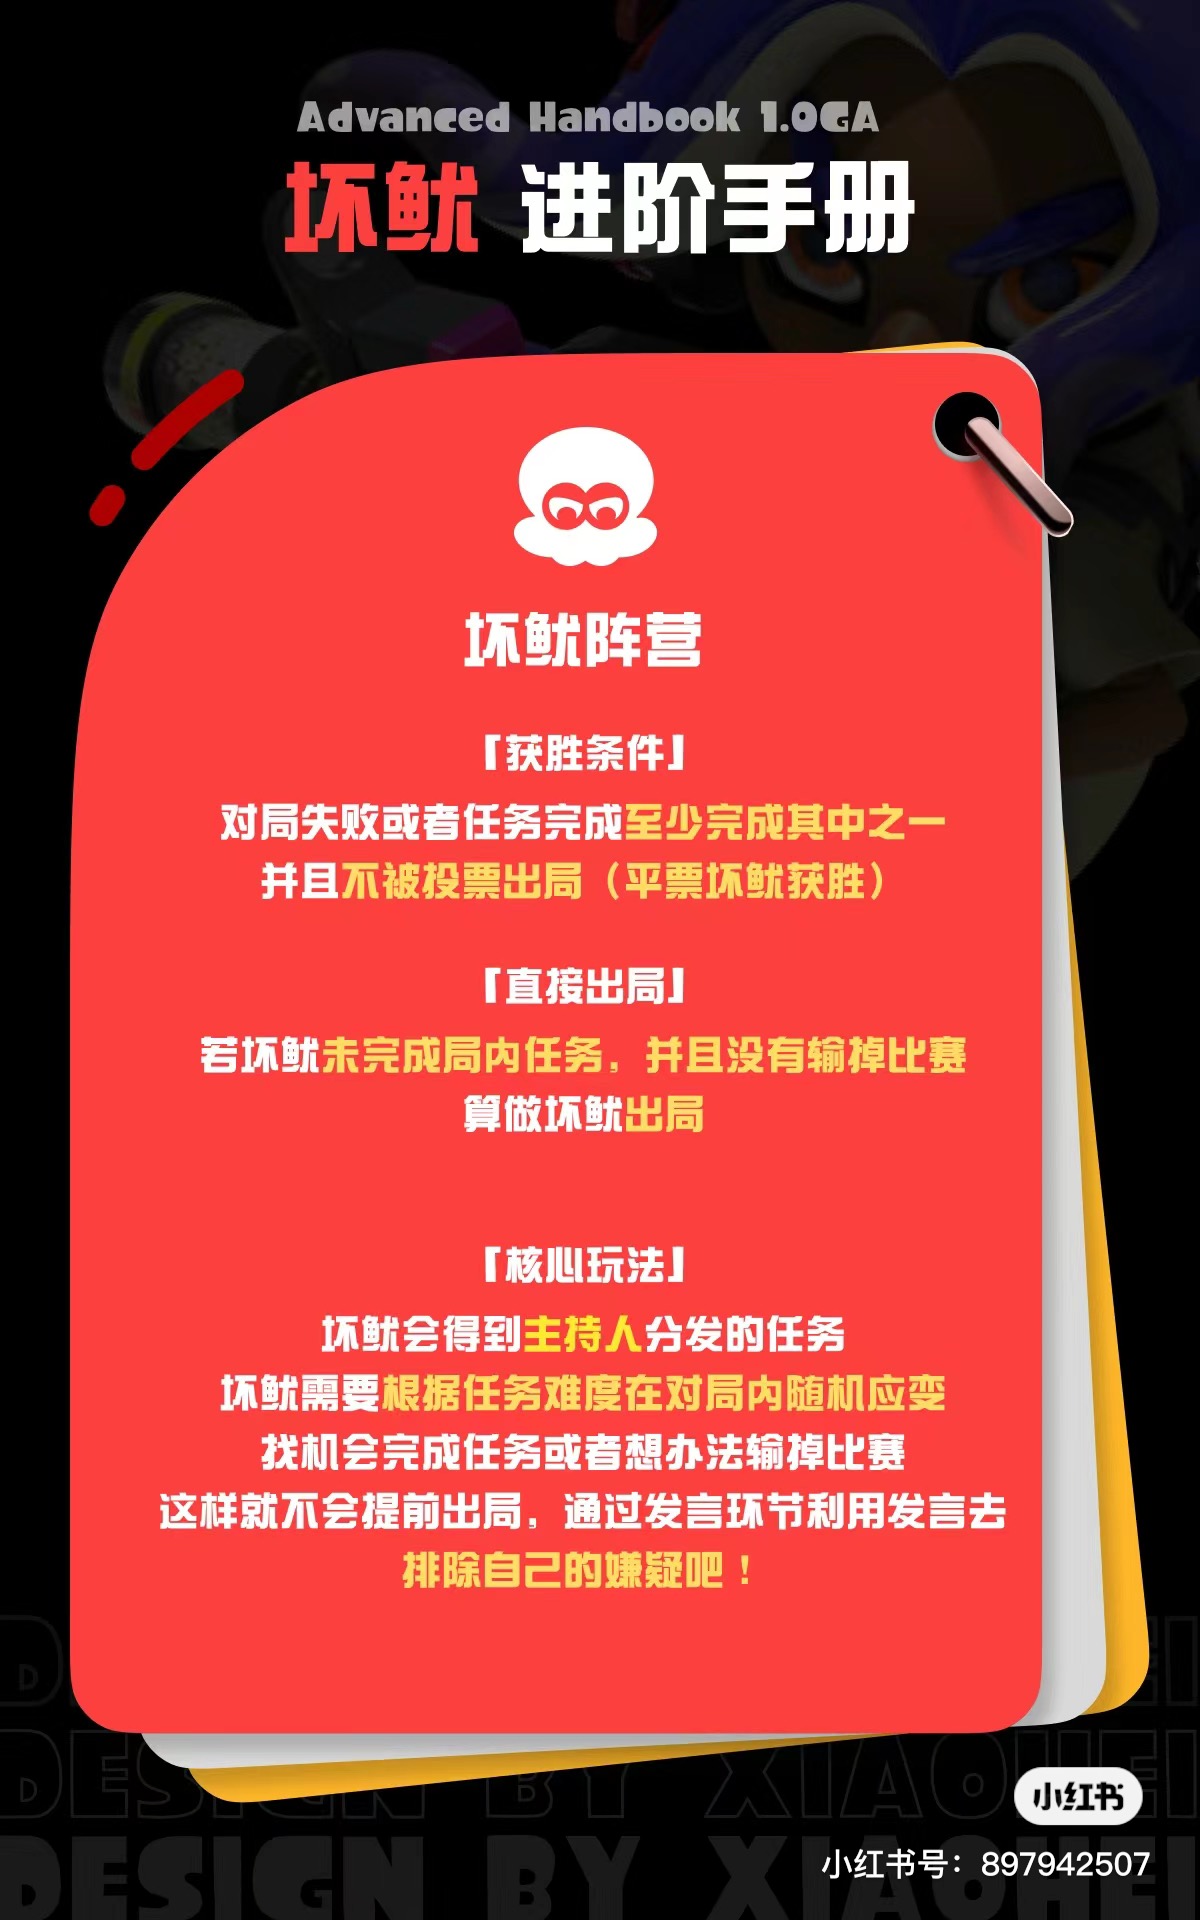 Advanced Handbook 1.0GA
坏鱿 进阶手册
坏鱿阵营
「获胜条件」
对局失败或者任务完成至少完成其中之一
并且不被投票出局（平票坏鱿获胜）
「直接出局」
若坏鱿未完成局内任务，并且没有输掉比赛
算做坏鱿出局
「核心玩法」
坏鱿会得到主持人分发的任务
坏鱿需要根据任务难度在对局内随机应变
找机会完成任务或者想办法输掉比赛
这样就不会提前出局，通过发言环节利用发言去
排除自己的嫌疑吧！
DESIGN BY XIAOHEI
DESIGN BY XIAOHEI
小红书
小红书号：897942507